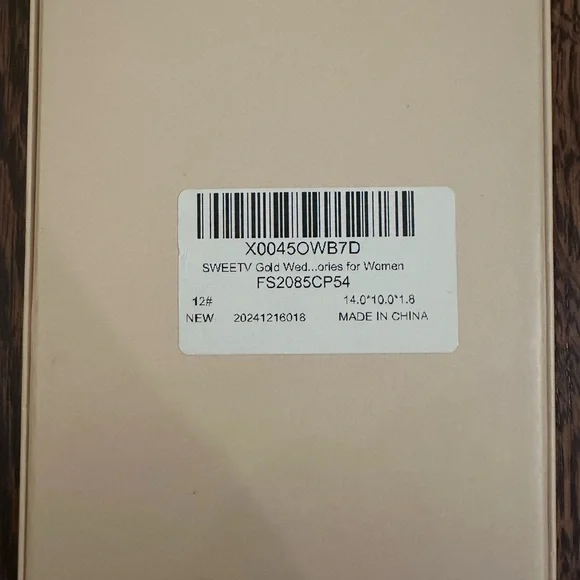 X0045OWB7D
SWEETV Gold Wed...ories for Women
FS2085CP54
12# 14.0*10.0*1.8
NEW 20241216018 MADE IN CHINA